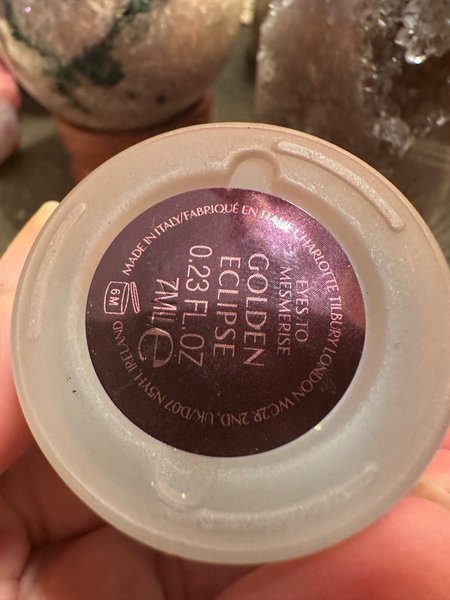 MADE IN ITALY/FABRIQUÉ EN ITALIE CHARLOTTE TILBURY LONDON WC2R 2ND, UK/D07 N5YH, IRELAND
EYES TO
MESMERISE
GOLDEN
ECLIPSE
0.23 FL. OZ
7ML e
6M